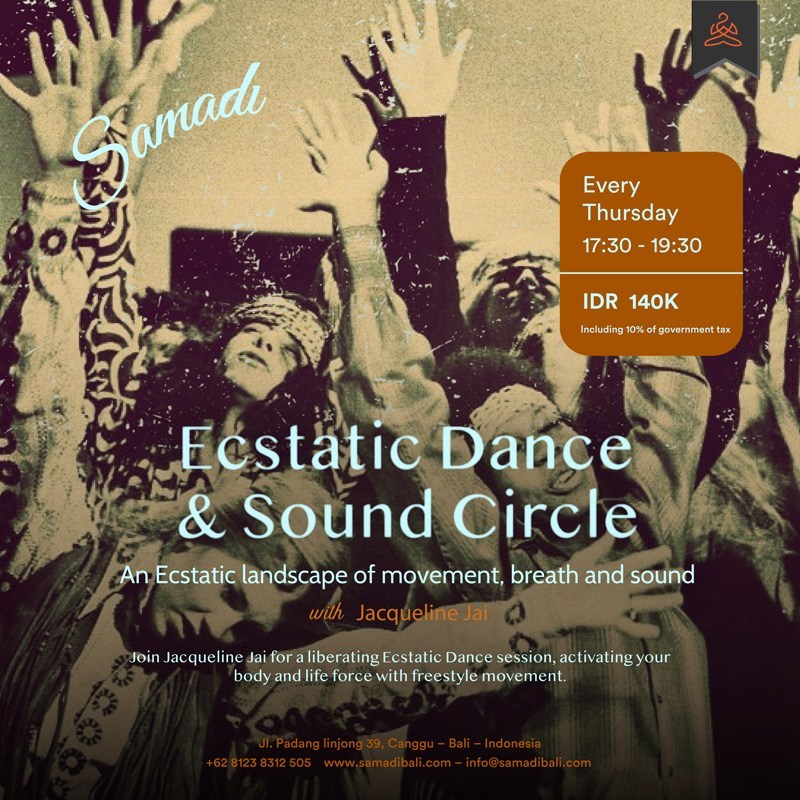 Samadi
Every
Thursday
17:30 - 19:30
IDR 140K
Including 10% of government tax
Ecstatic Dance
& Sound Circle
An Ecstatic landscape of movement, breath and sound
with Jacqueline Jai
Join Jacqueline Jai for a liberating Ecstatic Dance session, activating your
body and life force with freestyle movement.
Jl. Padang linjong 39, Canggu – Bali – Indonesia
+62 8123 8312 505 www.samadibali.com – info@samadibali.com